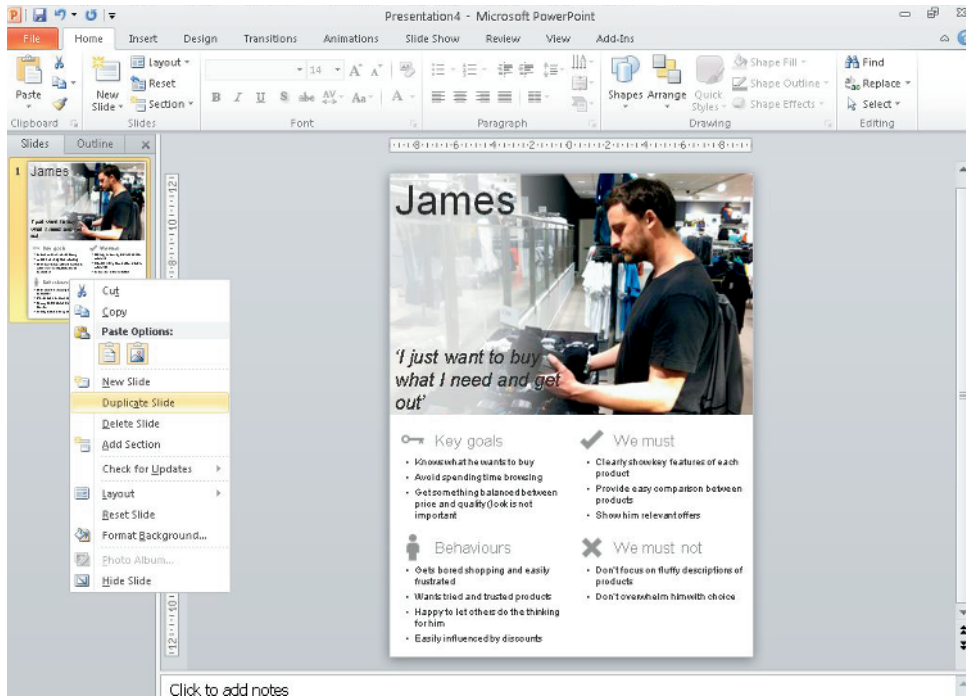 Presentation4 - Microsoft PowerPoint
File Home Insert Design Transitions Animations Slide Show Review View Add-Ins
Paste
Clipboard
New Slide
Layout
Reset
Section
Slides
14
Font
Paragraph
Shapes
Arrange
Quick Styles
Shape Fill
Shape Outline
Shape Effects
Drawing
Find
Replace
Select
Editing
Slides Outline
1
James
Cut
Copy
Paste Options:
New Slide
Duplicate Slide
Delete Slide
Add Section
Check for Updates
Layout
Reset Slide
Format Background...
Photo Album...
Hide Slide
James
'I just want to buy
what I need and get
out'
Key goals
• Knows what he wants to buy
• Avoid spending time browsing
• Get something balanced between
price and quality (look is not
important
We must
• Clearly show key features of each
product
• Provide easy comparison between
products
• Show him relevant offers
Behaviours
• Gets bored shopping and easily
frustrated
• Wants tried and trusted products
• Happy to let others do the thinking
for him
• Easily influenced by discounts
We must not
• Don't focus on fluffy descriptions of
products
• Don't overwhelm him with choice
Click to add notes